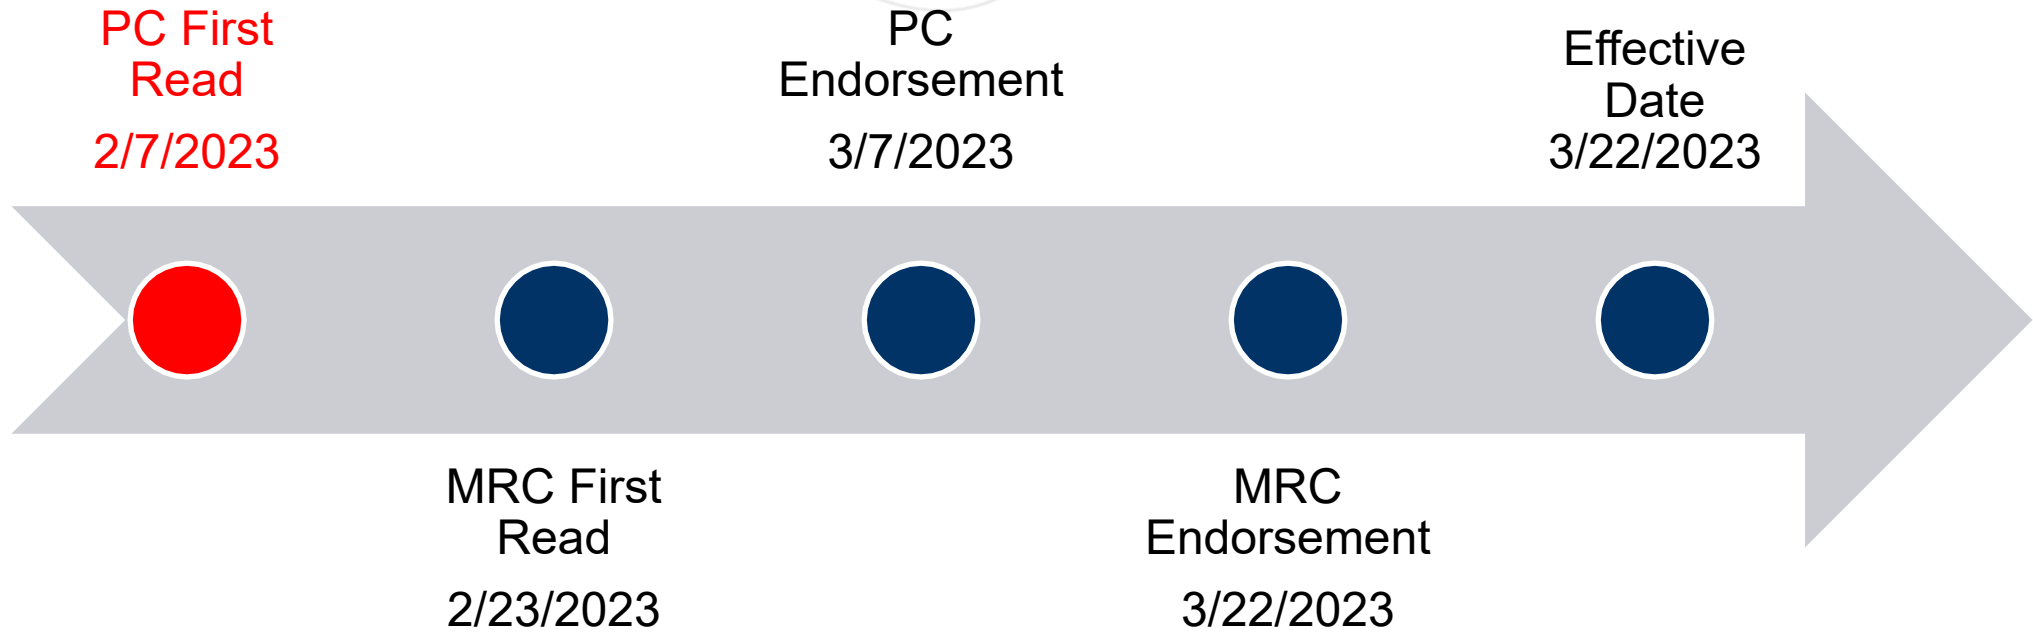 PC First
Read
2/7/2023
MRC First
Read
2/23/2023
PC
Endorsement
3/7/2023
MRC
Endorsement
3/22/2023
Effective
Date
3/22/2023